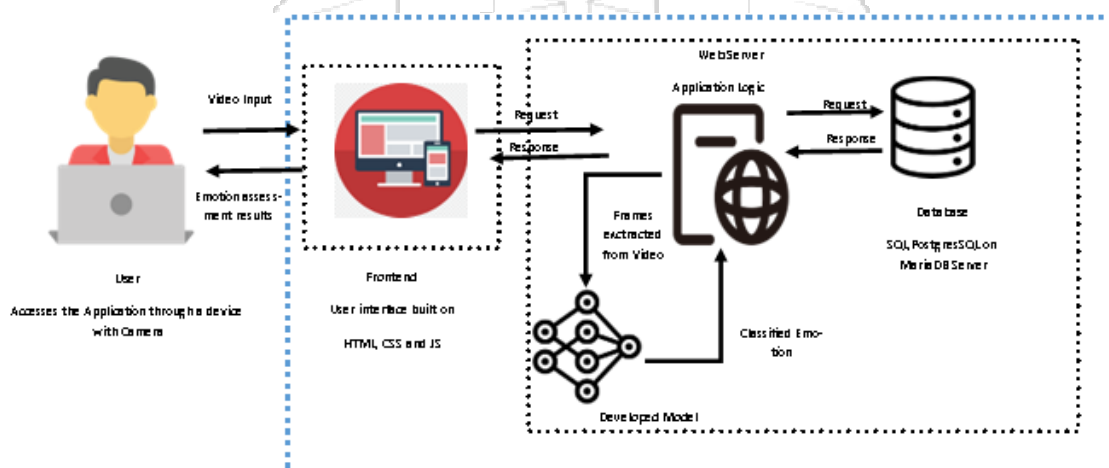 Video Input
Emotion assess-
ment results
User
Accesses the Application through a device
with Camera
Frontend
User interface built on
HTML, CSS and JS
Request
Response
WebServer
Application Logic
Frames
exctracted
from Video
Classified Emo-
tion
Developed Model
Request
Response
Database
SQL, PostgresSQL on
MariaDB Server